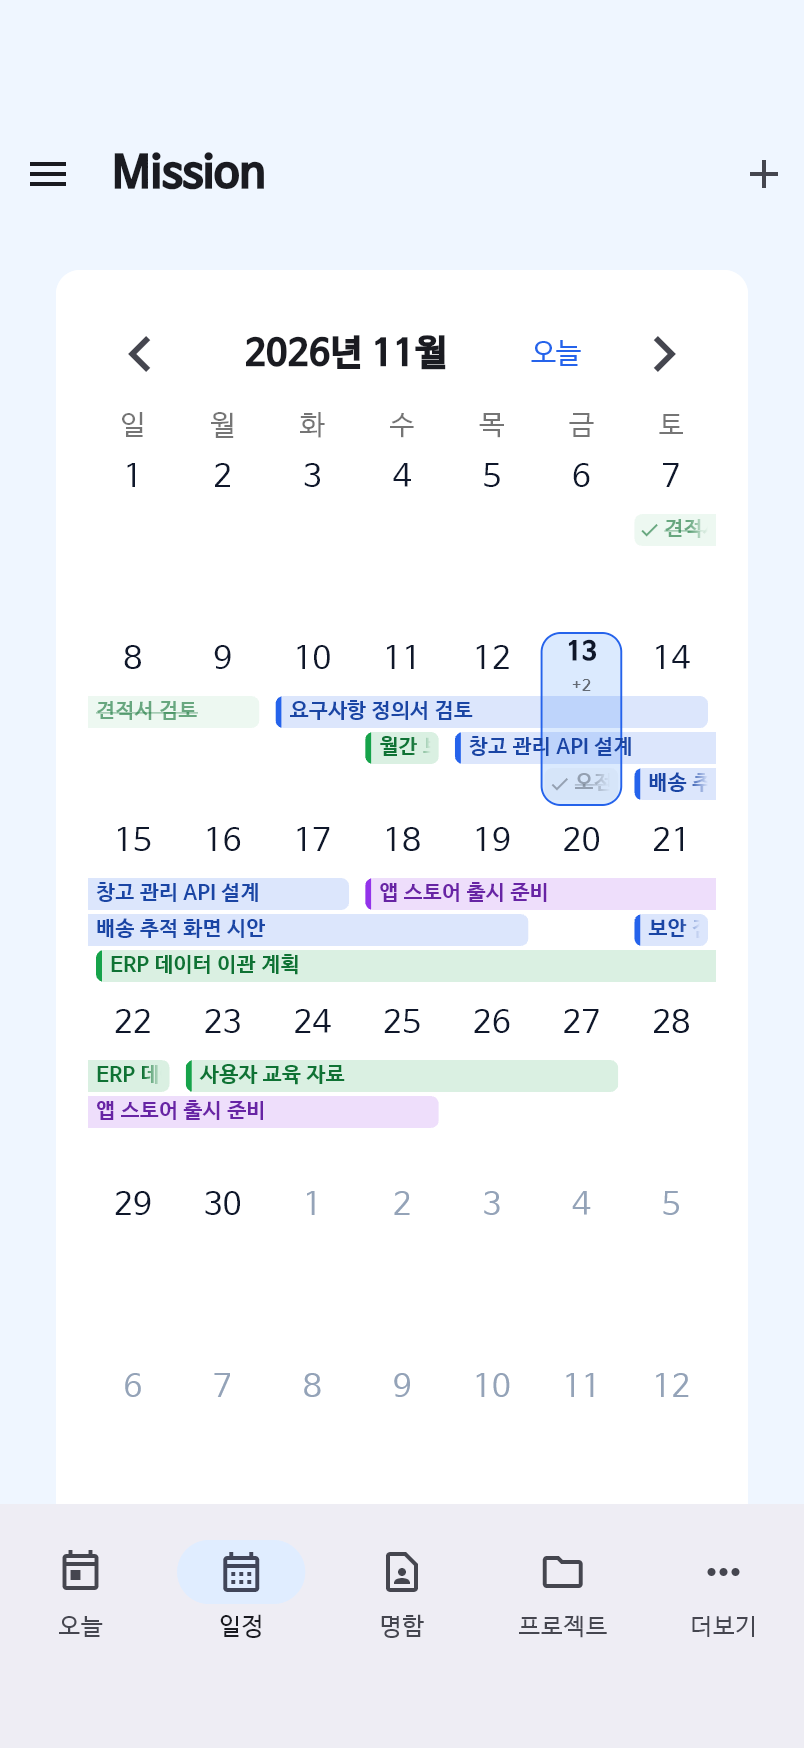 Mission
2026년 11월 오늘
일 월 화 수 목 금 토
1 2 3 4 5 6 7
견적
8 9 10 11 12 13 14
+2
견적서 검토 요구사항 정의서 검토
월간 창고 관리 API 설계
배송
15 16 17 18 19 20 21
창고 관리 API 설계 앱 스토어 출시 준비
배송 추적 화면 시안 보안
ERP 데이터 이관 계획
22 23 24 25 26 27 28
ERP 데 사용자 교육 자료
앱 스토어 출시 준비
29 30 1 2 3 4 5
6 7 8 9 10 11 12
오늘 일정 명함 프로젝트 더보기